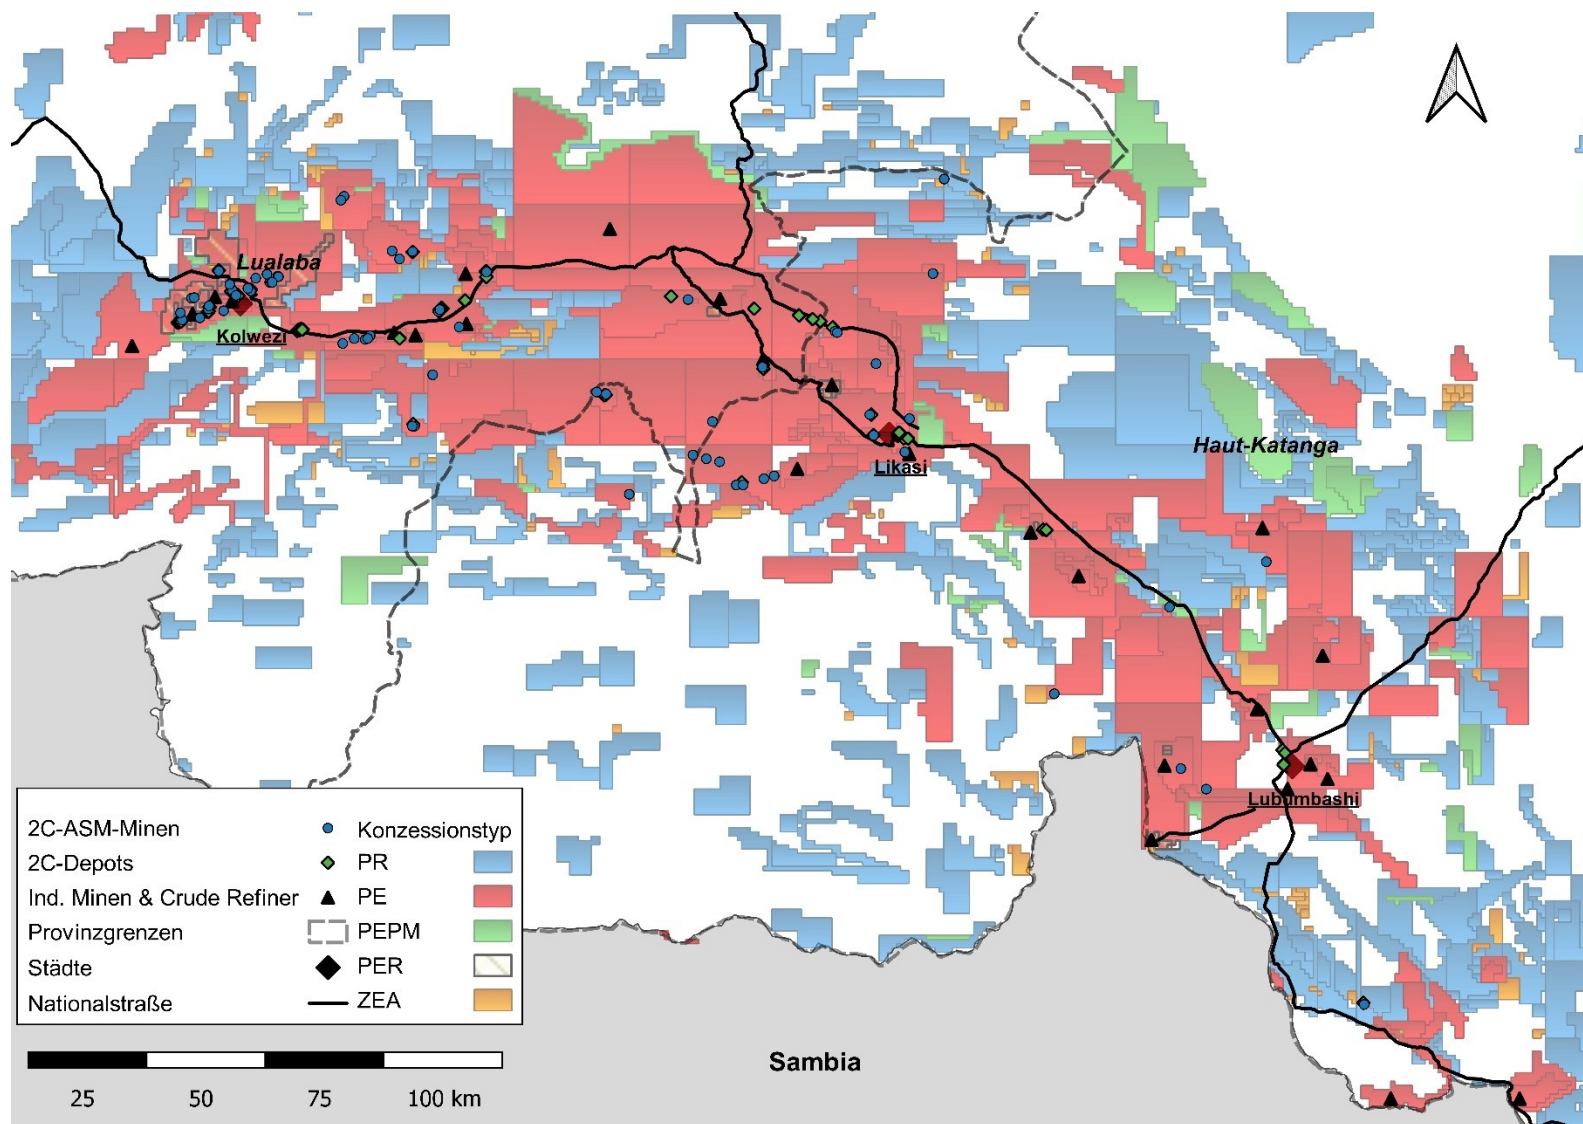 Lualaba
Kolwezi
Haut-Katanga
Likasi
Lubumbashi
2C-ASM-Minen
Konzessionstyp
2C-Depots
PR
Ind. Minen & Crude Refiner
PE
Provinzgrenzen
PEPM
Städte
PER
Nationalstraße
ZEA
25 50 75 100 km
Sambia